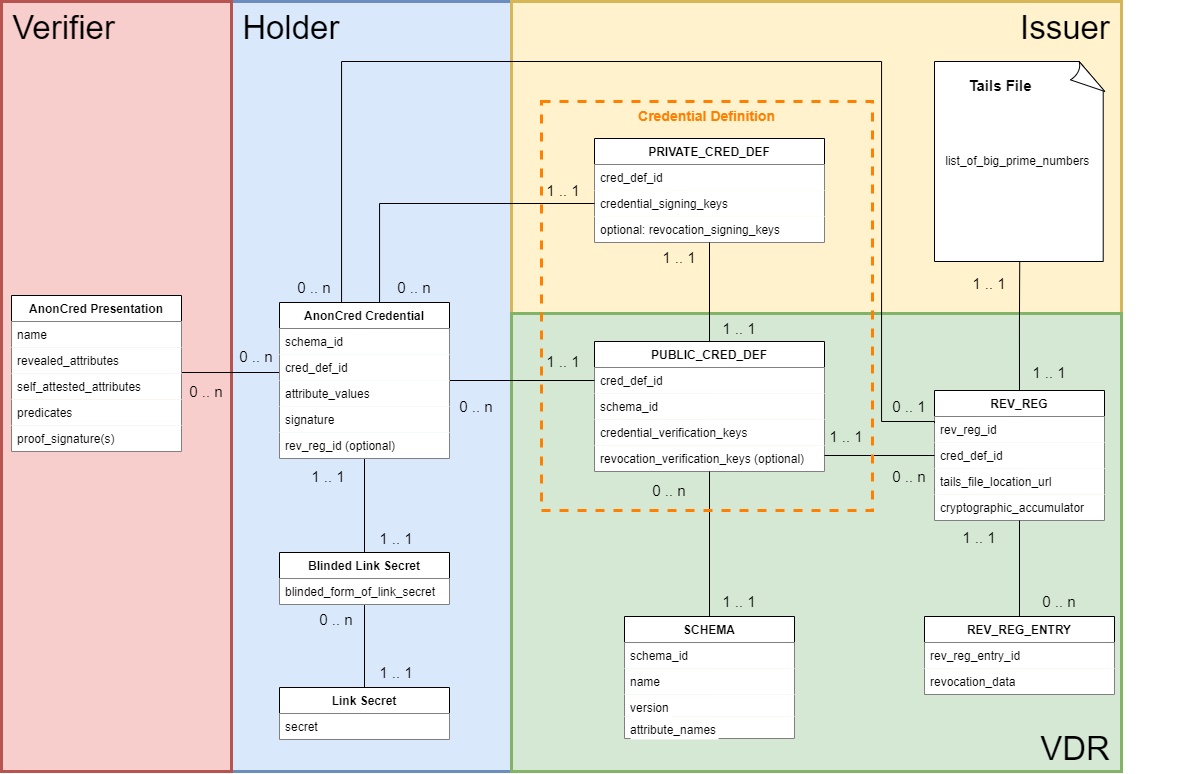 Verifier
Holder
Issuer
Tails File
list_of_big_prime_numbers
Credential Definition
PRIVATE_CRED_DEF
cred_def_id
credential_signing_keys
optional: revocation_signing_keys
1 .. 1
1 .. 1
1 .. 1
0 .. n
0 .. n
AnonCred Presentation
name
revealed_attributes
self_attested_attributes
predicates
proof_signature(s)
0 .. n
0 .. n
AnonCred Credential
schema_id
cred_def_id
attribute_values
signature
rev_reg_id (optional)
0 .. n
1 .. 1
1 .. 1
1 .. 1
PUBLIC_CRED_DEF
cred_def_id
schema_id
credential_verification_keys
revocation_verification_keys (optional)
1 .. 1
0 .. n
0 .. 1
0 .. n
1 .. 1
REV_REG
rev_reg_id
cred_def_id
tails_file_location_url
cryptographic_accumulator
1 .. 1
0 .. n
1 .. 1
Blinded Link Secret
blinded_form_of_link_secret
0 .. n
1 .. 1
Link Secret
secret
1 .. 1
SCHEMA
schema_id
name
version
attribute_names
REV_REG_ENTRY
rev_reg_entry_id
revocation_data
VDR